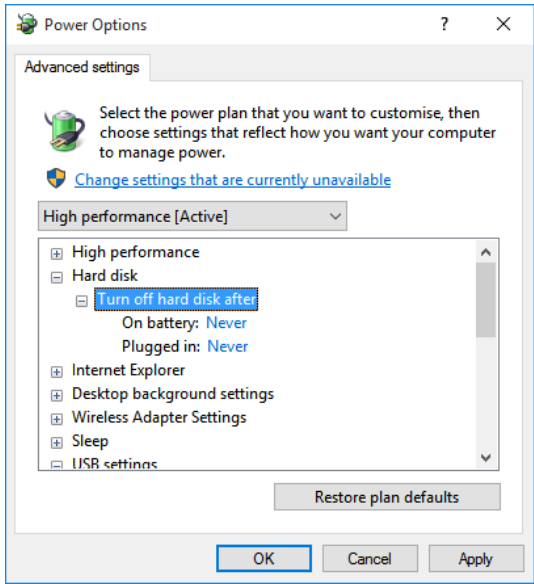 Power Options
?
Advanced settings
Select the power plan that you want to customise, then
choose settings that reflect how you want your computer
to manage power.
Change settings that are currently unavailable
High performance [Active]
High performance
Hard disk
Turn off hard disk after
On battery: Never
Plugged in: Never
Internet Explorer
Desktop background settings
Wireless Adapter Settings
Sleep
USB settings
Restore plan defaults
OK Cancel Apply